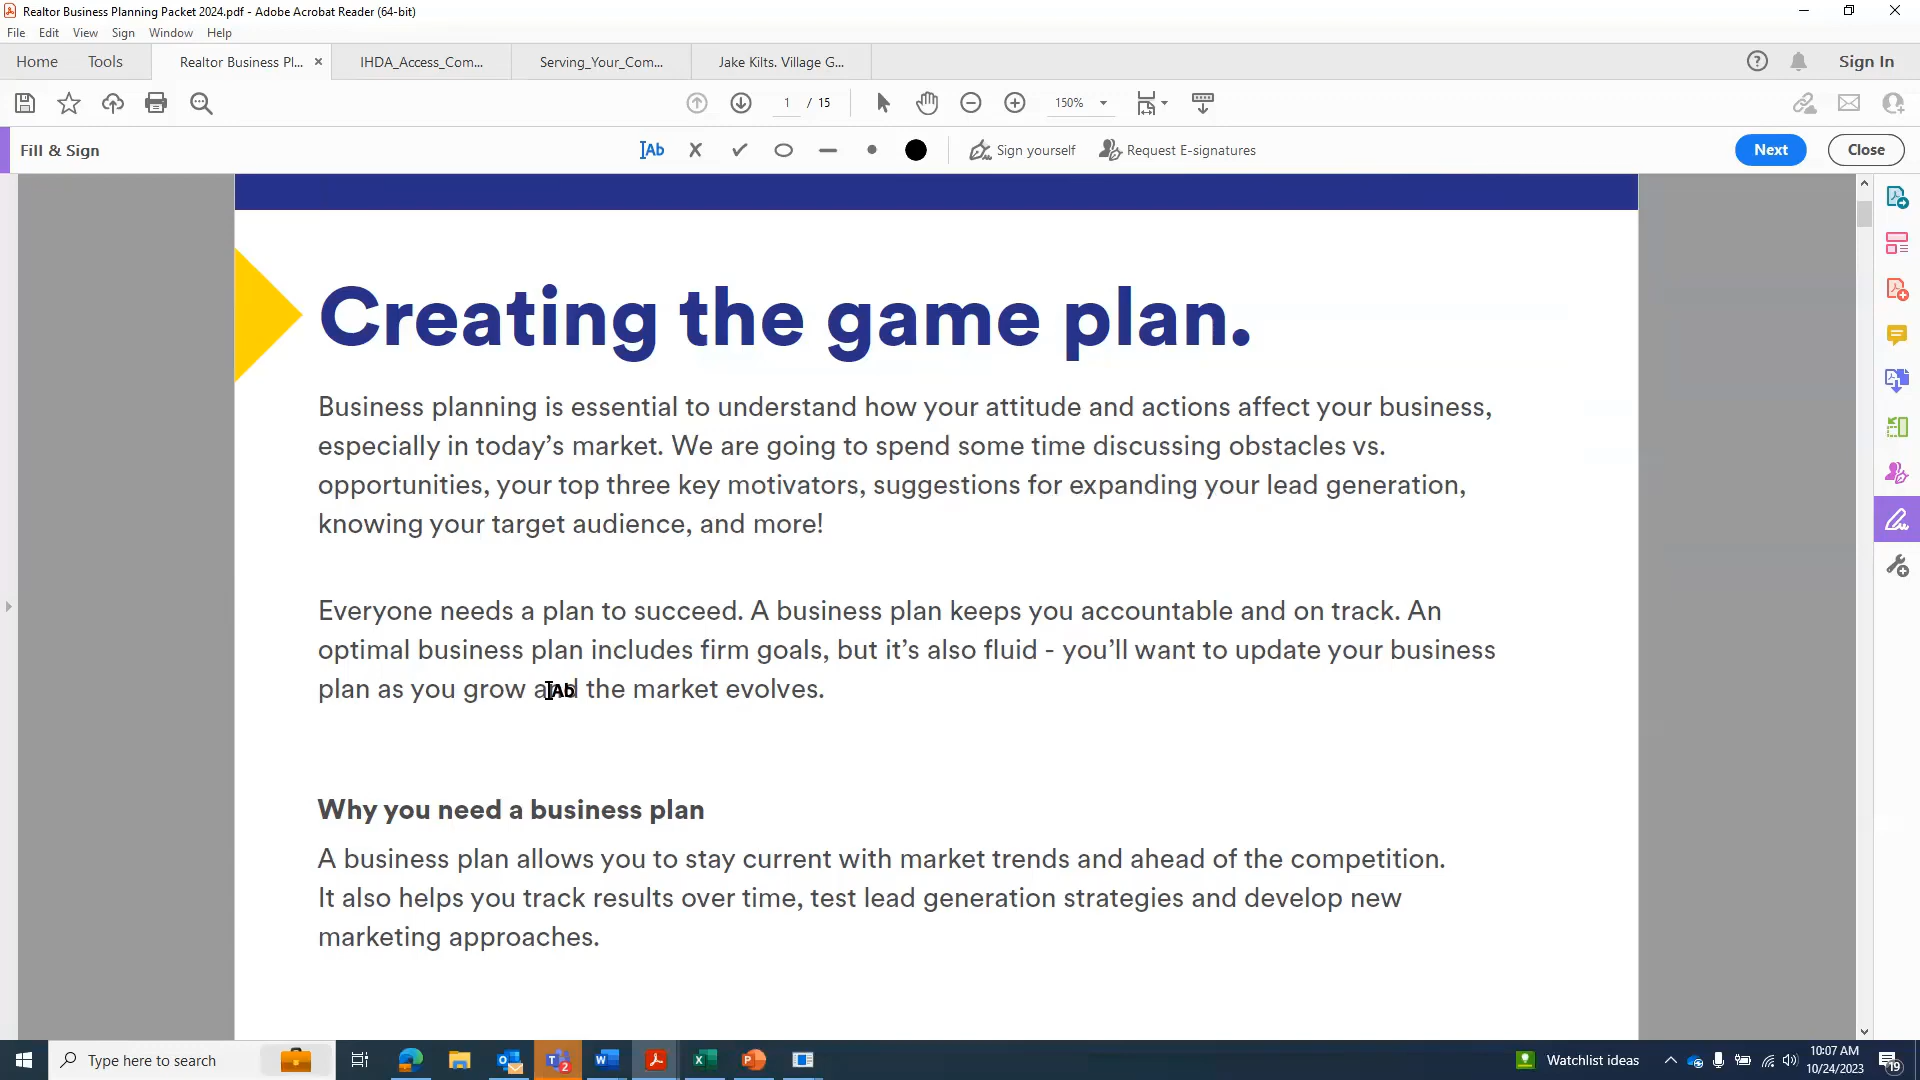 Realtor Business Planning Packet 2024.pdf - Adobe Acrobat Reader (64-bit)
File Edit View Sign Window Help
Home Tools Realtor Business Pl... × IHDA_Access_Com... Serving_Your_Com... Jake Kilts. Village G... Sign In
1 / 15 150%
Fill & Sign Ab Sign yourself Request E-signatures Next Close
Creating the game plan.
Business planning is essential to understand how your attitude and actions affect your business,
especially in today’s market. We are going to spend some time discussing obstacles vs.
opportunities, your top three key motivators, suggestions for expanding your lead generation,
knowing your target audience, and more!
Everyone needs a plan to succeed. A business plan keeps you accountable and on track. An
optimal business plan includes firm goals, but it’s also fluid - you’ll want to update your business
plan as you grow and the market evolves.
Why you need a business plan
A business plan allows you to stay current with market trends and ahead of the competition.
It also helps you track results over time, test lead generation strategies and develop new
marketing approaches.
Type here to search 2 Watchlist ideas 10:07 AM
10/24/2023 19